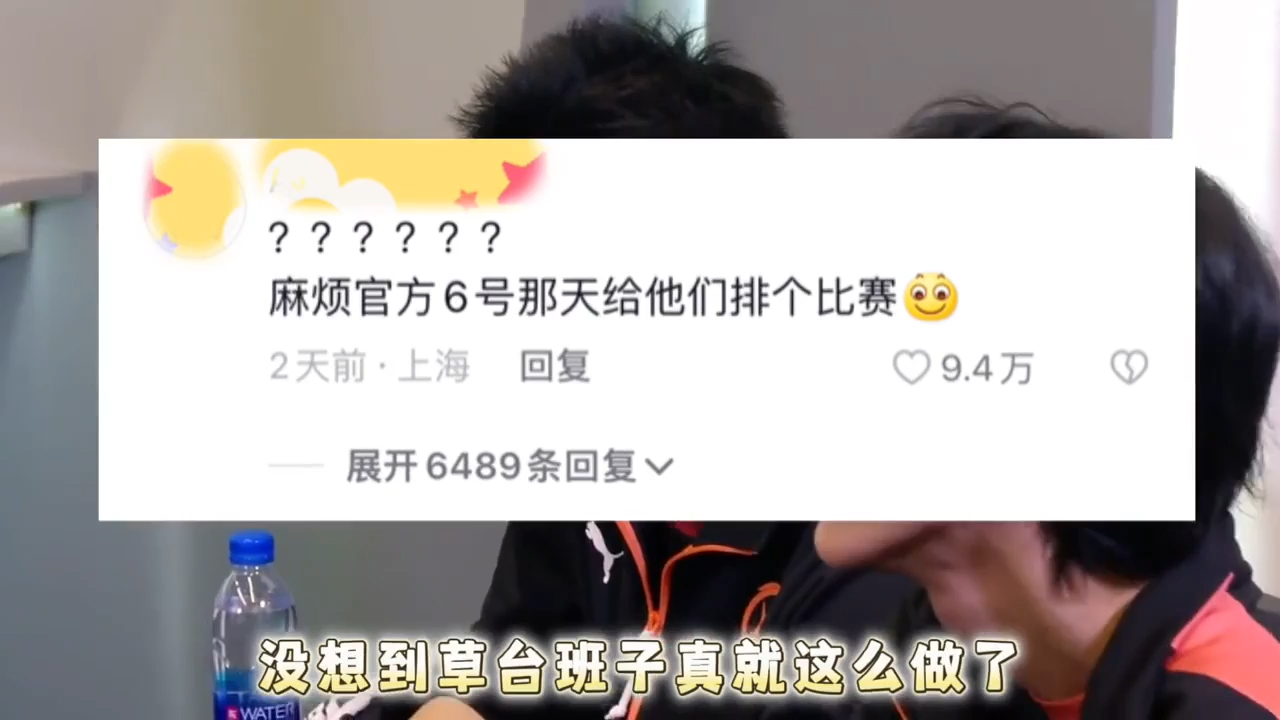 ？？？？？？
麻烦官方6号那天给他们排个比赛
2天前·上海 回复 9.4万
展开6489条回复
没想到草台班子真就这么做了
WATER